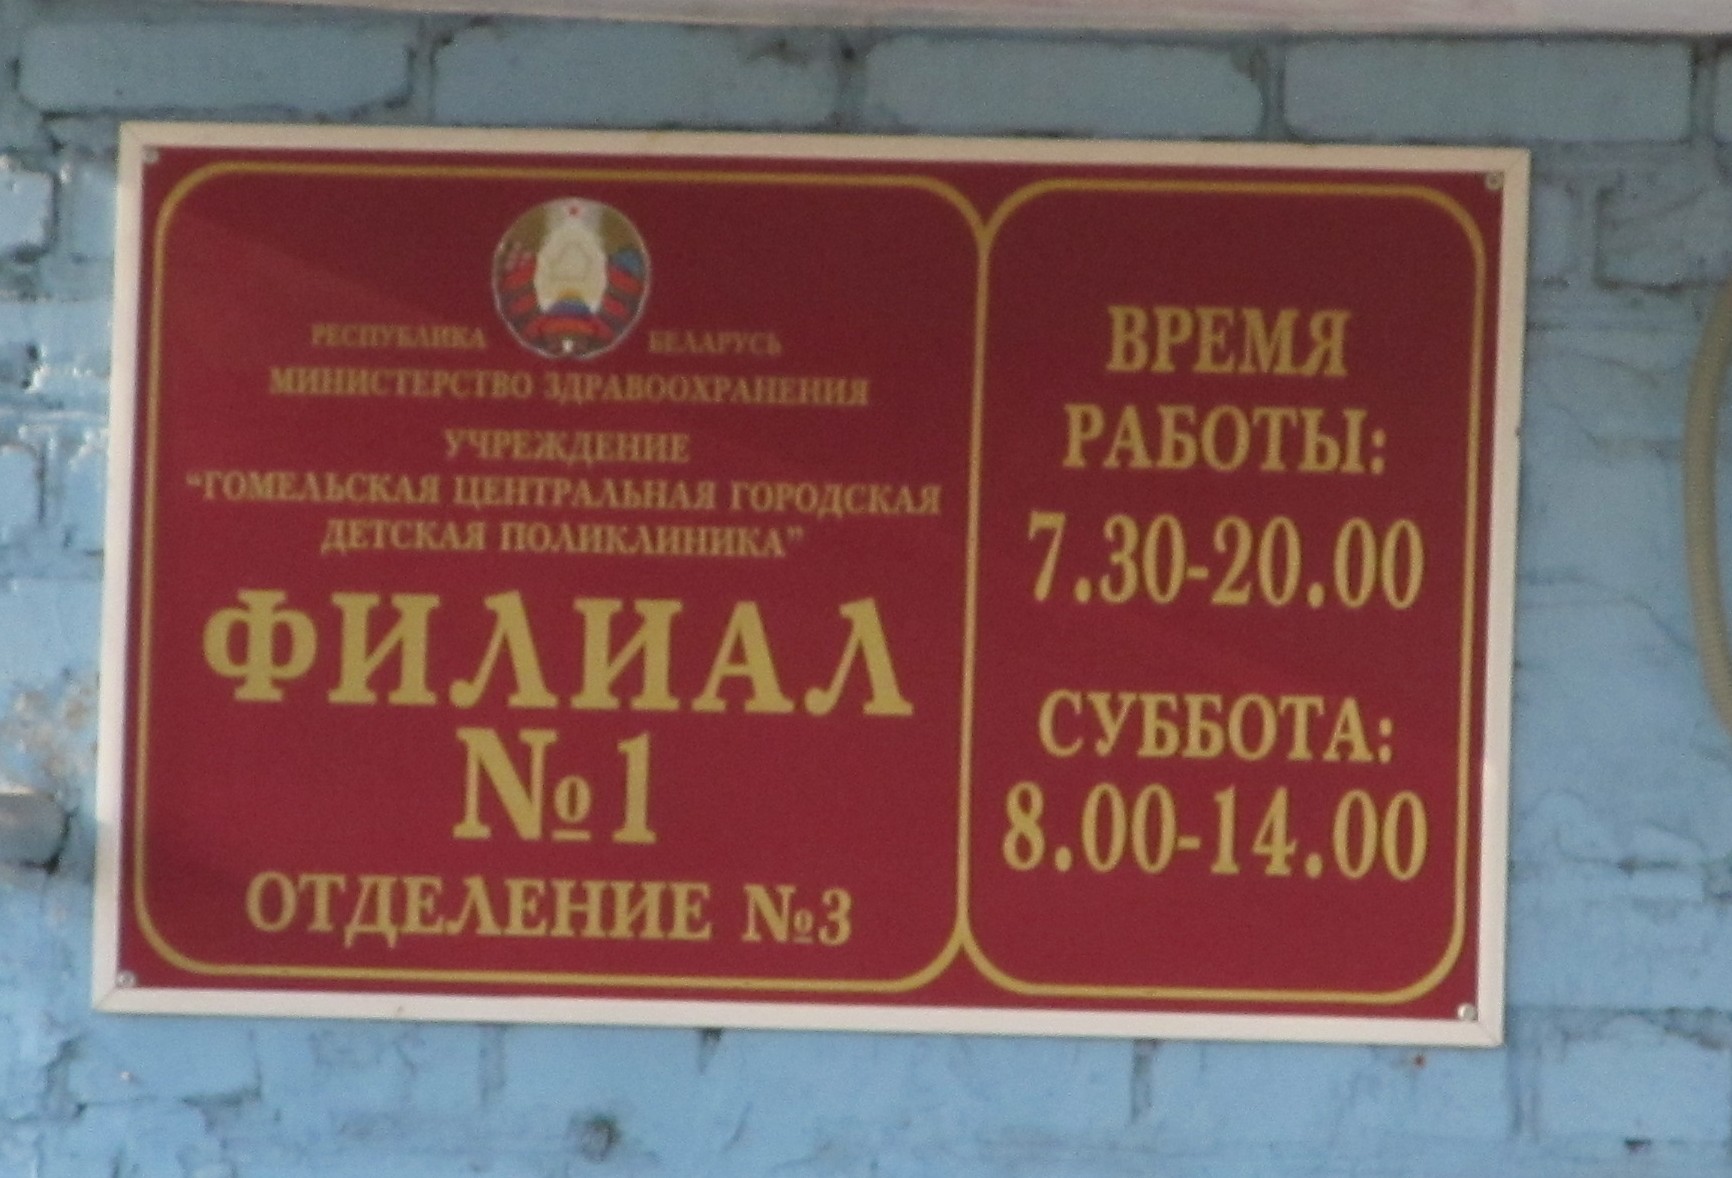 РЕСПУБЛИКА БЕЛАРУСЬ
МИНИСТЕРСТВО ЗДРАВООХРАНЕНИЯ
УЧРЕЖДЕНИЕ
“ГОМЕЛЬСКАЯ ЦЕНТРАЛЬНАЯ ГОРОДСКАЯ
ДЕТСКАЯ ПОЛИКЛИНИКА”
ФИЛИАЛ
№1
ОТДЕЛЕНИЕ №3
ВРЕМЯ
РАБОТЫ:
7.30-20.00
СУББОТА:
8.00-14.00